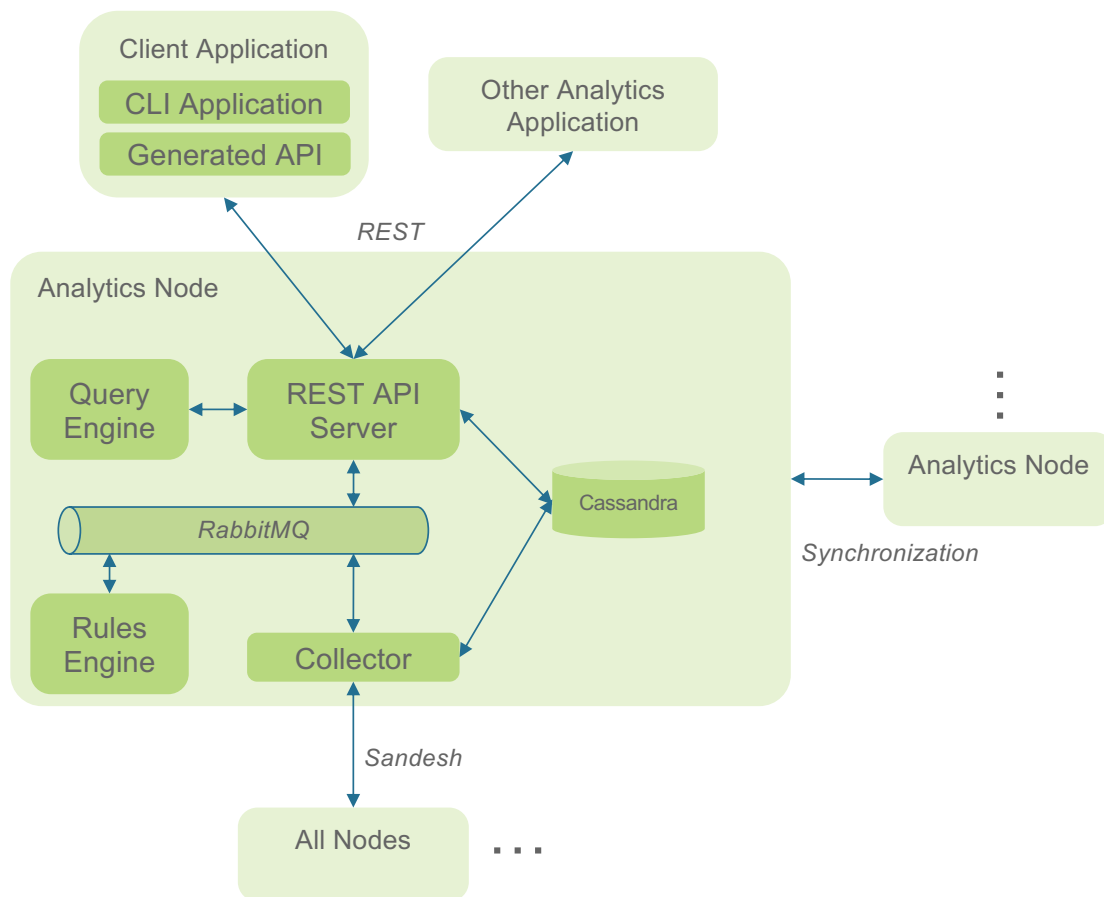 Client Application
CLI Application
Generated API
Other Analytics
Application
REST
Analytics Node
Query
Engine
REST API
Server
Cassandra
RabbitMQ
Rules
Engine
Collector
Analytics Node
Synchronization
Sandesh
All Nodes